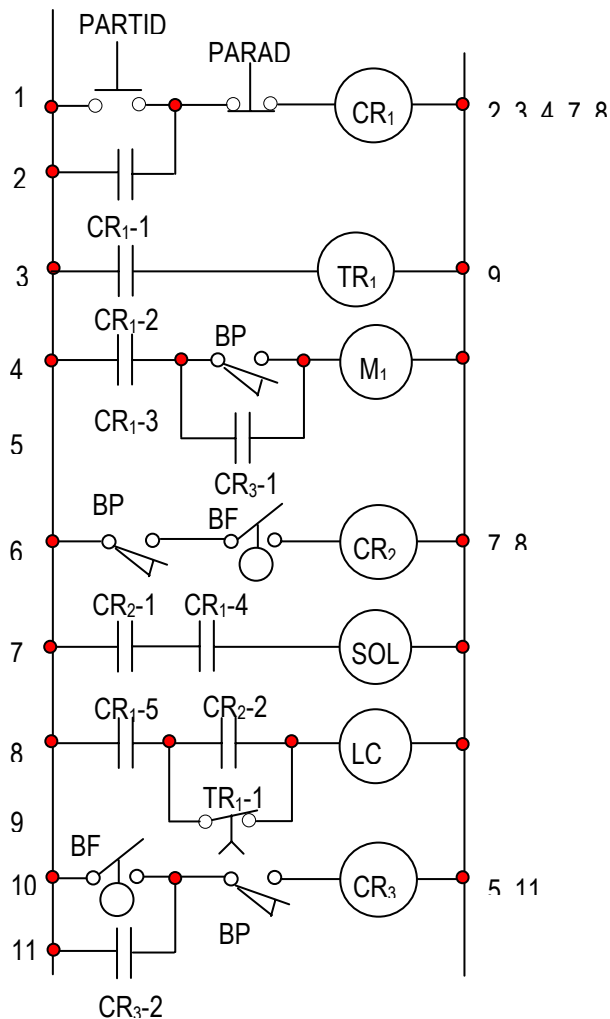 PARTID
PARAD
1 CR₁ 2 3 4 7 8
2
CR₁-1
3 TR₁ 9
CR₁-2 BP
4 M₁
CR₁-3
5
CR₃-1
BP BF
6 CR₂ 7 8
CR₂-1 CR₁-4
7 SOL
CR₁-5 CR₂-2
8 LC
9 TR₁-1
BF
10 CR₃ 5 11
BP
11
CR₃-2